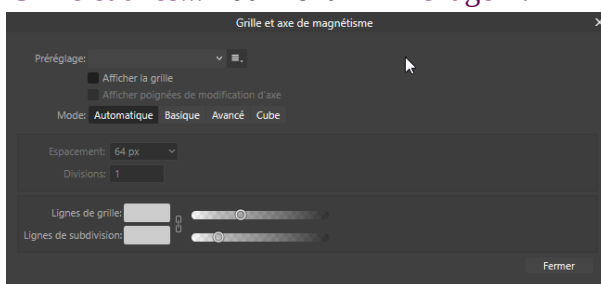 Grille et axe de magnétisme
Préréglage:
Afficher la grille
Afficher poignées de modification d'axe
Mode: Automatique Basique Avancé Cube
Espacement: 64 px
Divisions: 1
Lignes de grille:
Lignes de subdivision:
Fermer